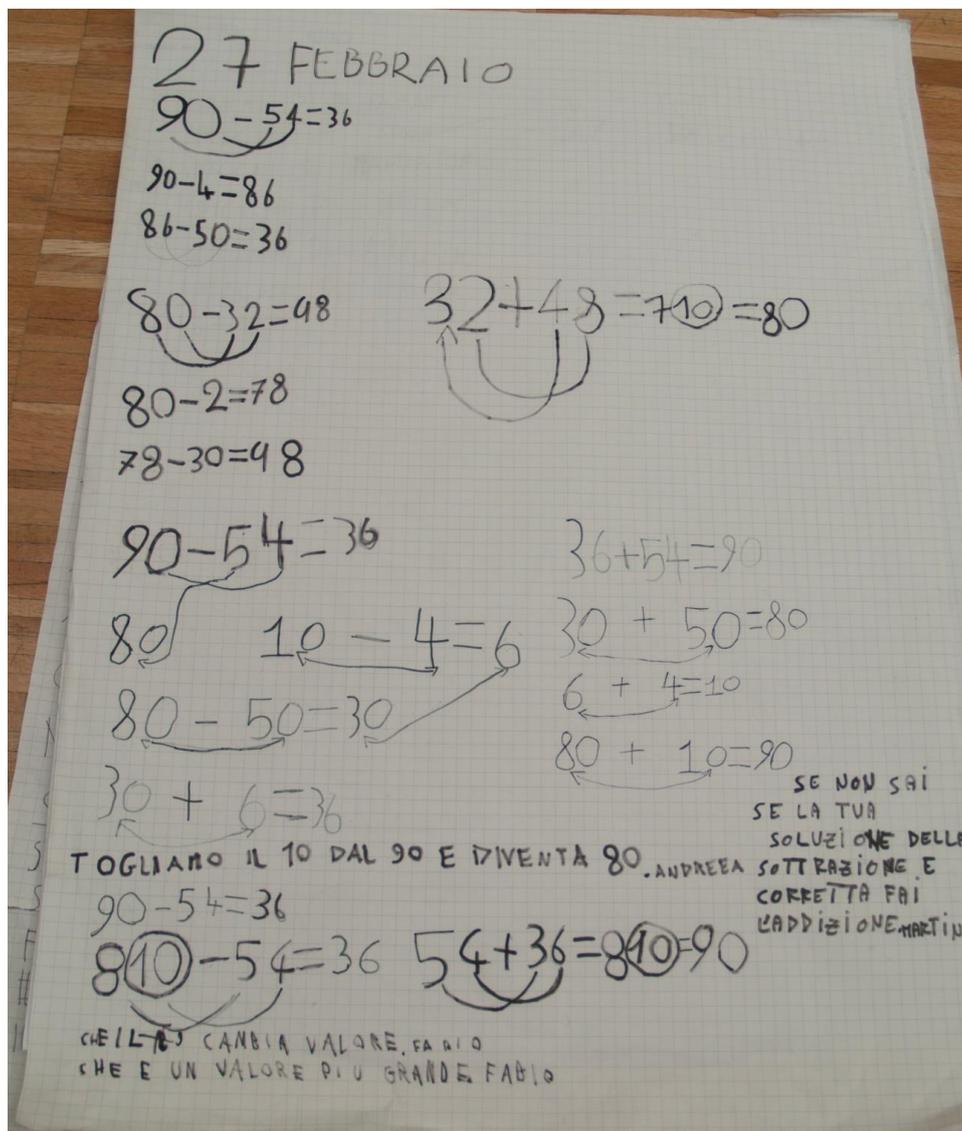 27 FEBBRAIO
90-54=36
90-4=86
86-50=36
80-32=48
32+48=710=80
80-2=78
78-30=48
90-54=36
80 10-4=6
80-50=30
30+6=36
36+54=90
30+50=80
6+4=10
80+10=90
SE NON SAI
SE LA TUA
SOLUZIONE DELLE
SOTTRAZIONE E
CORRETTA FAI
L'ADDIZIONE. MARTIN
TOGLIAMO IL 10 DAL 90 E DIVENTA 80. ANDREEA
90-54=36
810-54=36 54+36=810=90
CHE IL CAMBIA VALORE. FABIO
CHE E UN VALORE PIU GRANDE. FABIO